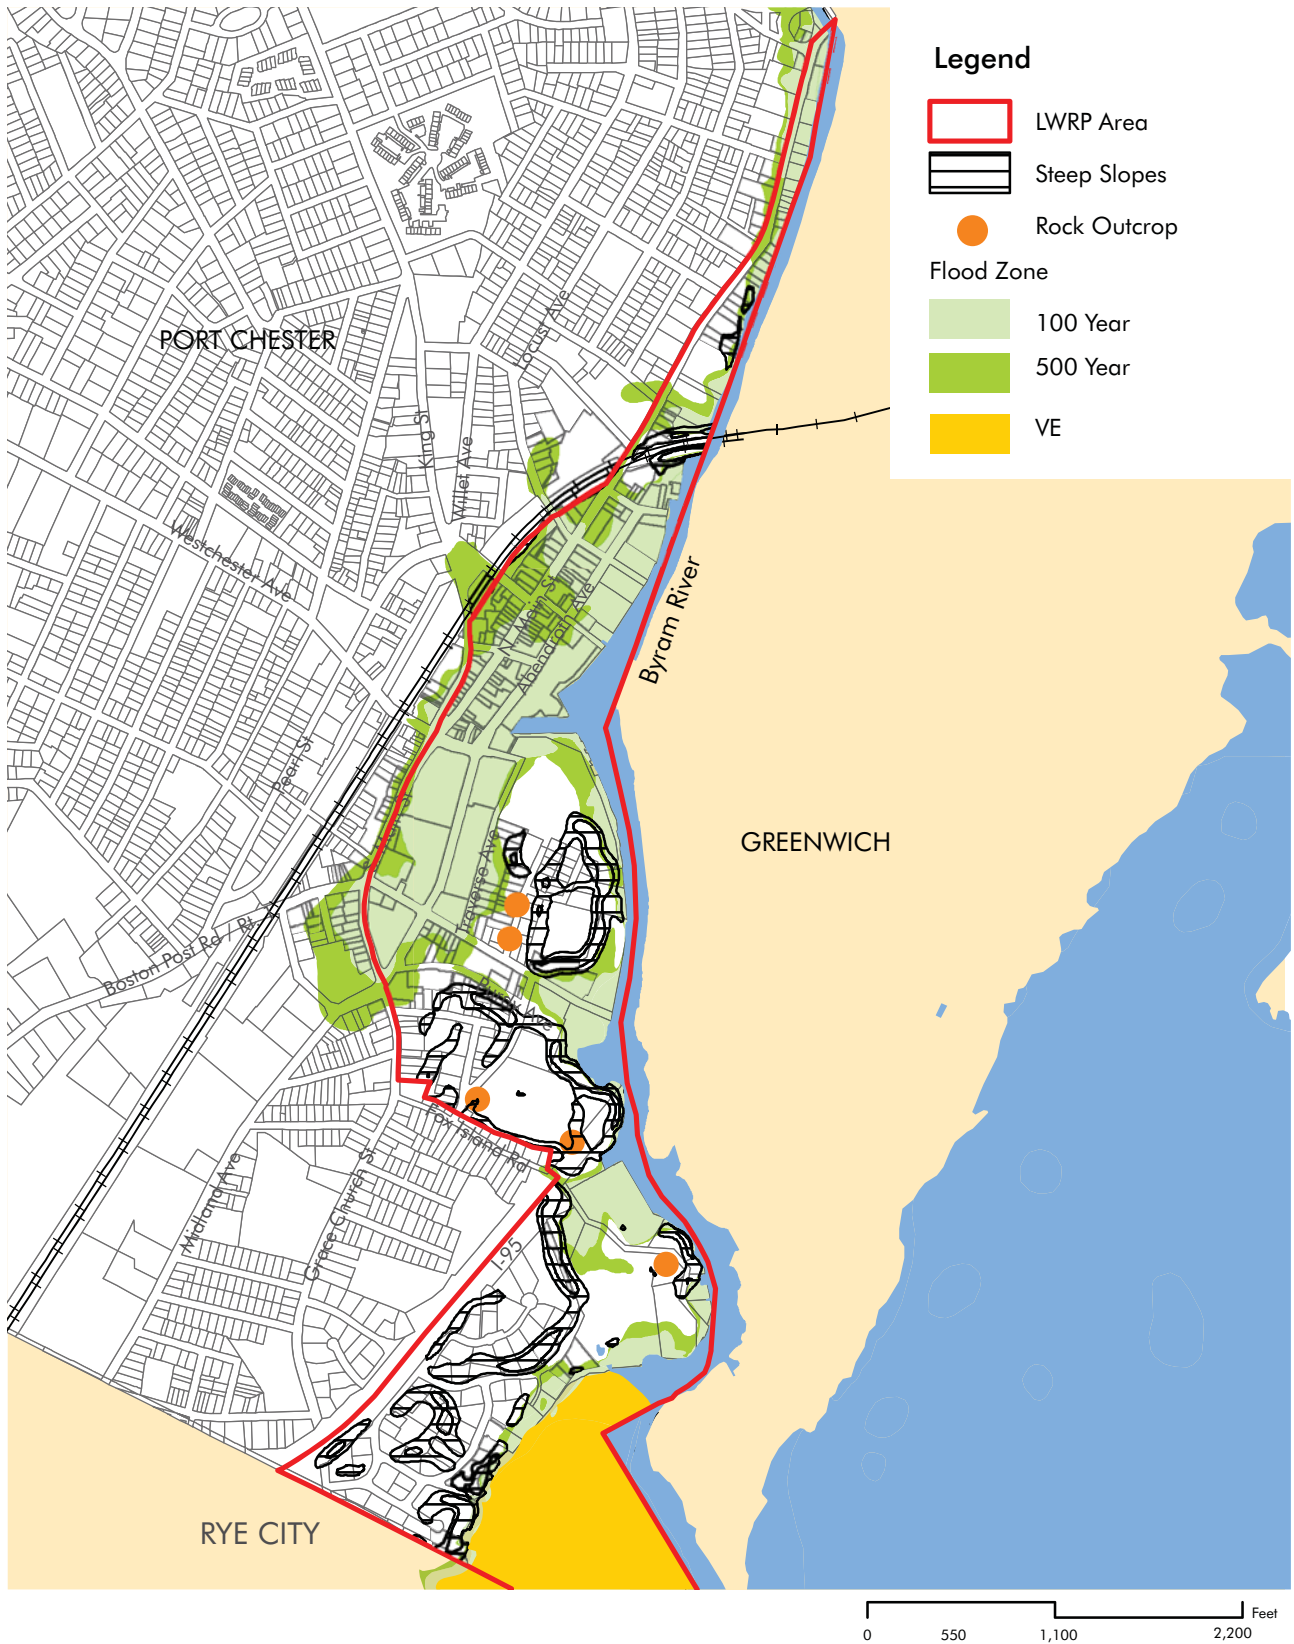 Legend
LWRP Area
Steep Slopes
Rock Outcrop
Flood Zone
100 Year
500 Year
VE
PORT CHESTER
Locust Ave
King St
Willet Ave
Westchester Ave
N. Main St
Abendroth Ave
Byram River
Pearl St
Main St
Traverse Ave
GREENWICH
Boston Post Rd / Rt
Ave
Fox Island Rd
Midland Ave
Grace Church St
I-95
RYE CITY
Feet
0 550 1,100 2,200